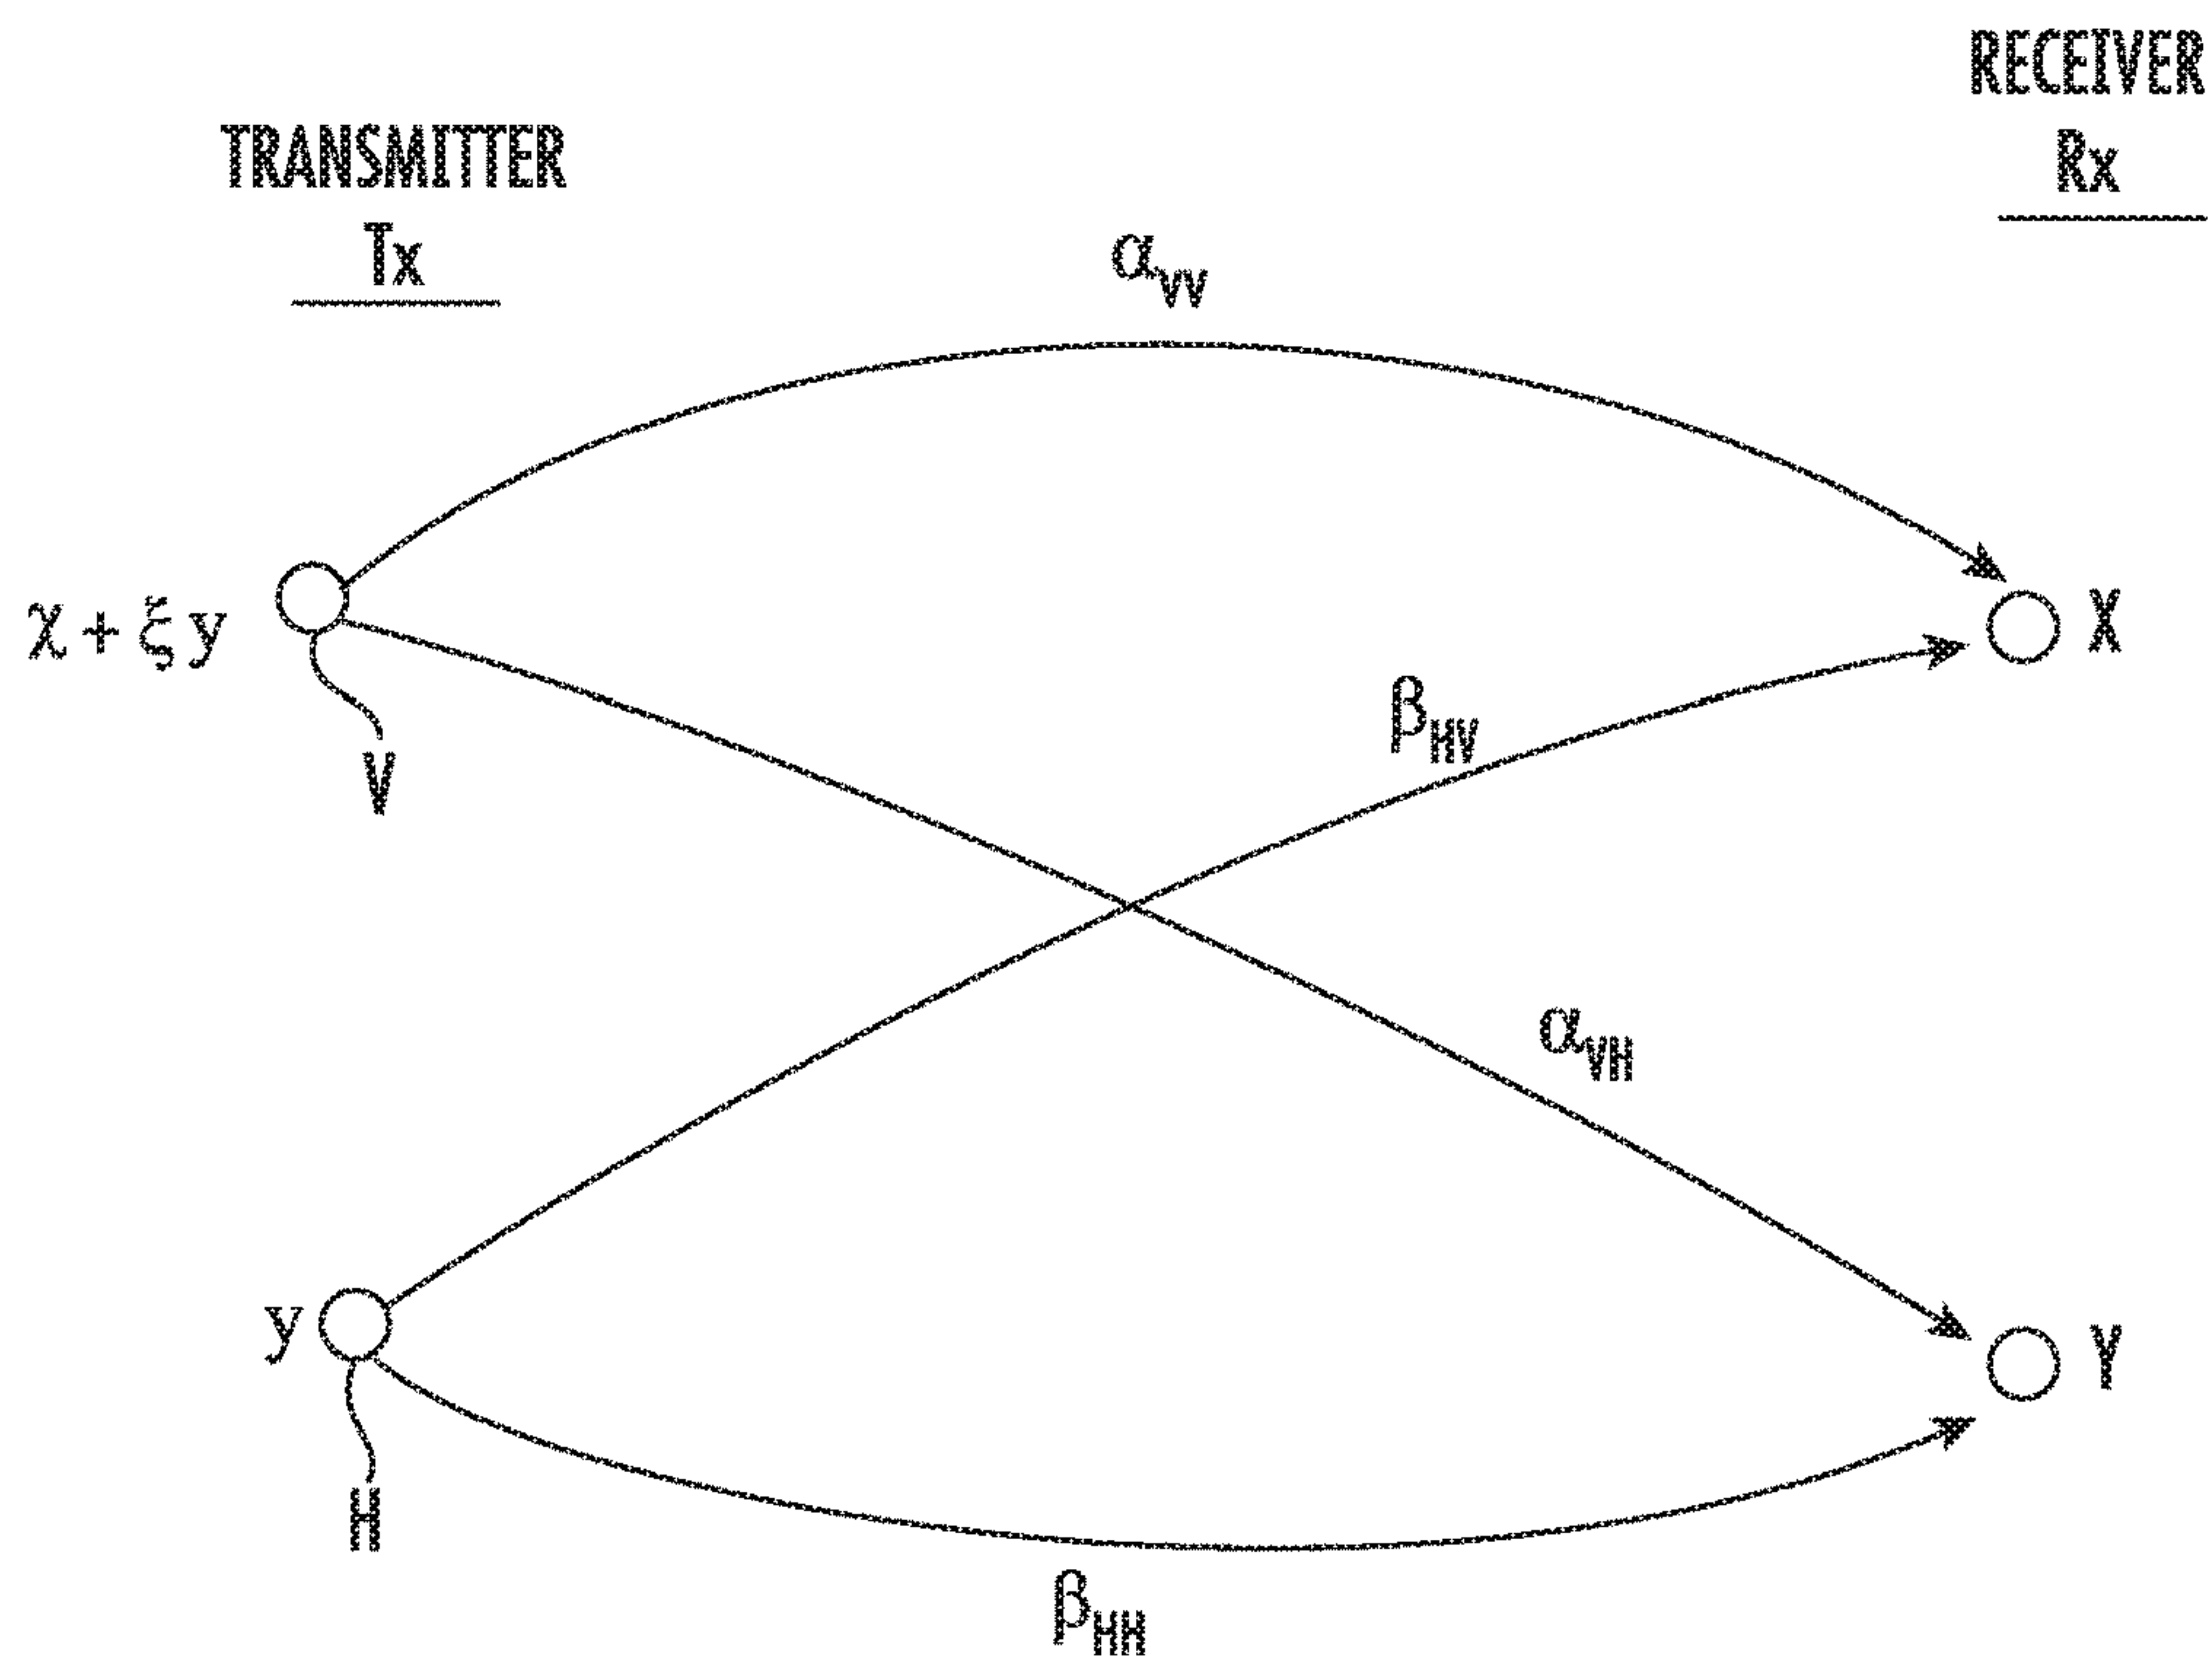 RECEIVER
Rx
TRANSMITTER
Tx
α_VV
χ + ξ y
V
X
β_HV
α_VH
y
H
Y
β_HH